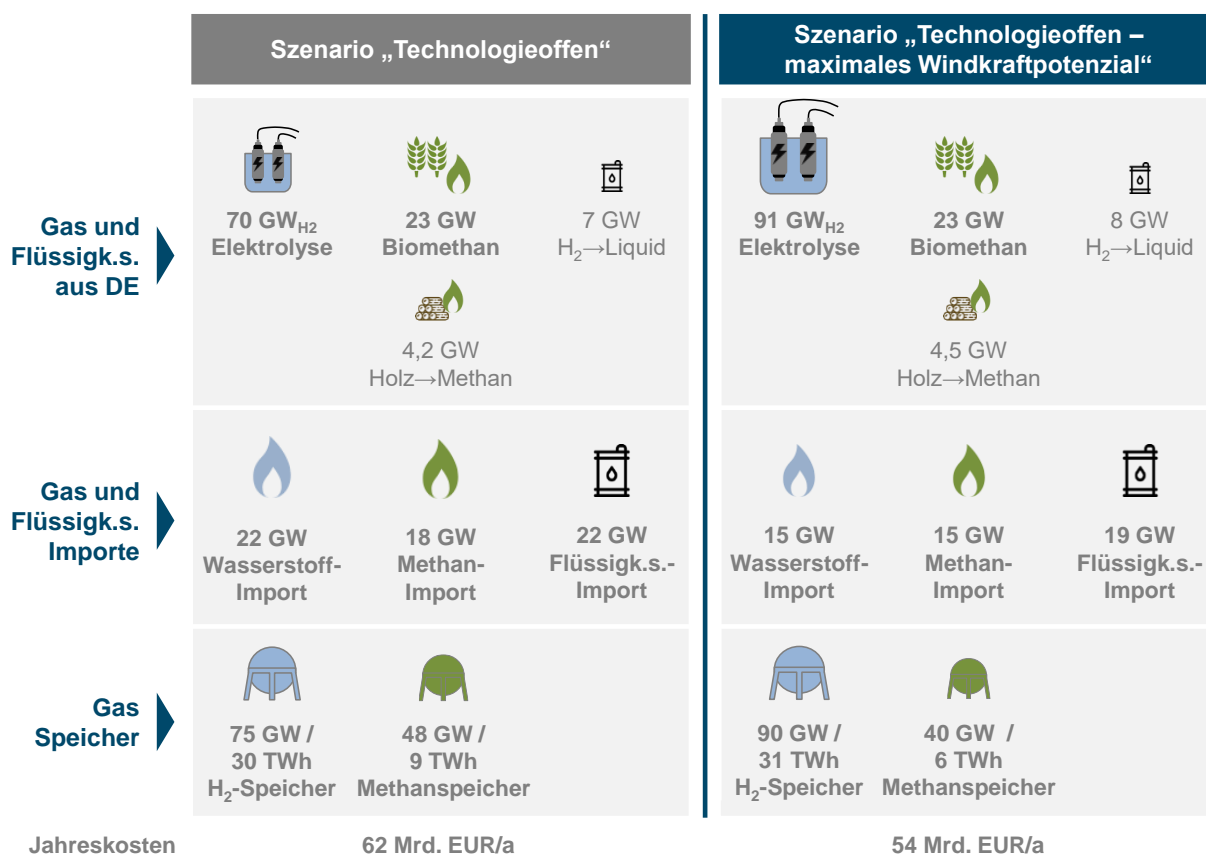 Szenario „Technologieoffen“
Szenario „Technologieoffen –
maximales Windkraftpotenzial“
Gas und
Flüssigk.s.
aus DE
70 GW_H2
Elektrolyse
23 GW
Biomethan
7 GW
H₂→Liquid
4,2 GW
Holz→Methan
91 GW_H2
Elektrolyse
23 GW
Biomethan
8 GW
H₂→Liquid
4,5 GW
Holz→Methan
Gas und
Flüssigk.s.
Importe
22 GW
Wasserstoff-
Import
18 GW
Methan-
Import
22 GW
Flüssigk.s.-
Import
15 GW
Wasserstoff-
Import
15 GW
Methan-
Import
19 GW
Flüssigk.s.-
Import
Gas
Speicher
75 GW /
30 TWh
H₂-Speicher
48 GW /
9 TWh
Methanspeicher
90 GW /
31 TWh
H₂-Speicher
40 GW /
6 TWh
Methanspeicher
Jahreskosten
62 Mrd. EUR/a
54 Mrd. EUR/a